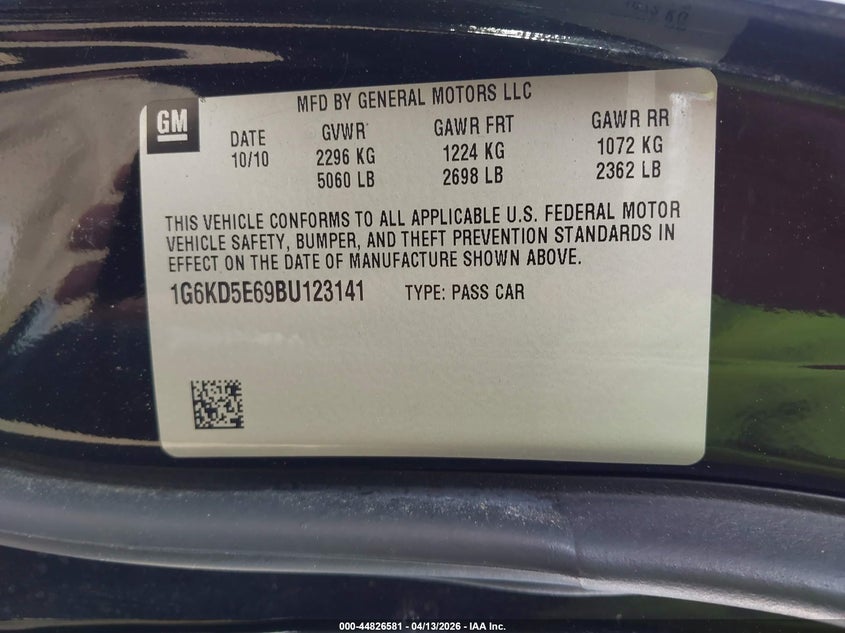 MFD BY GENERAL MOTORS LLC
GM
DATE GVWR GAWR FRT GAWR RR
10/10 2296 KG 1224 KG 1072 KG
5060 LB 2698 LB 2362 LB
THIS VEHICLE CONFORMS TO ALL APPLICABLE U.S. FEDERAL MOTOR
VEHICLE SAFETY, BUMPER, AND THEFT PREVENTION STANDARDS IN
EFFECT ON THE DATE OF MANUFACTURE SHOWN ABOVE.
1G6KD5E69BU123141 TYPE: PASS CAR
000-44826581 - 04/13/2026 - IAA Inc.